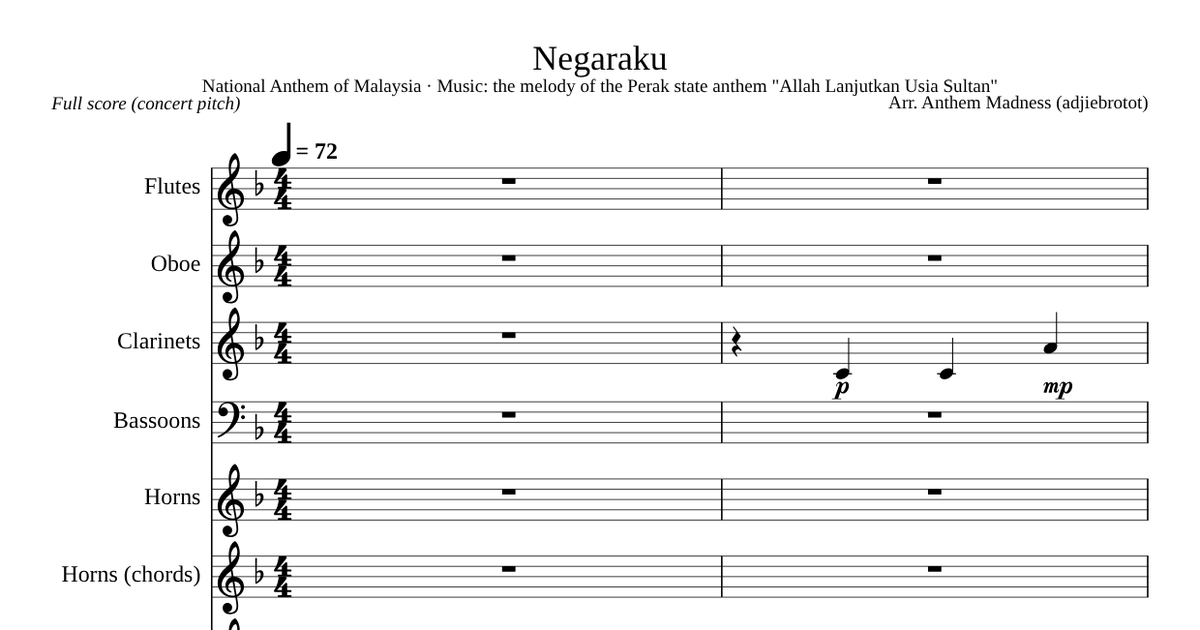 Negaraku
National Anthem of Malaysia · Music: the melody of the Perak state anthem "Allah Lanjutkan Usia Sultan"
Full score (concert pitch)
Arr. Anthem Madness (adjiebrotot)
= 72
Flutes
Oboe
Clarinets
p mp
Bassoons
Horns
Horns (chords)